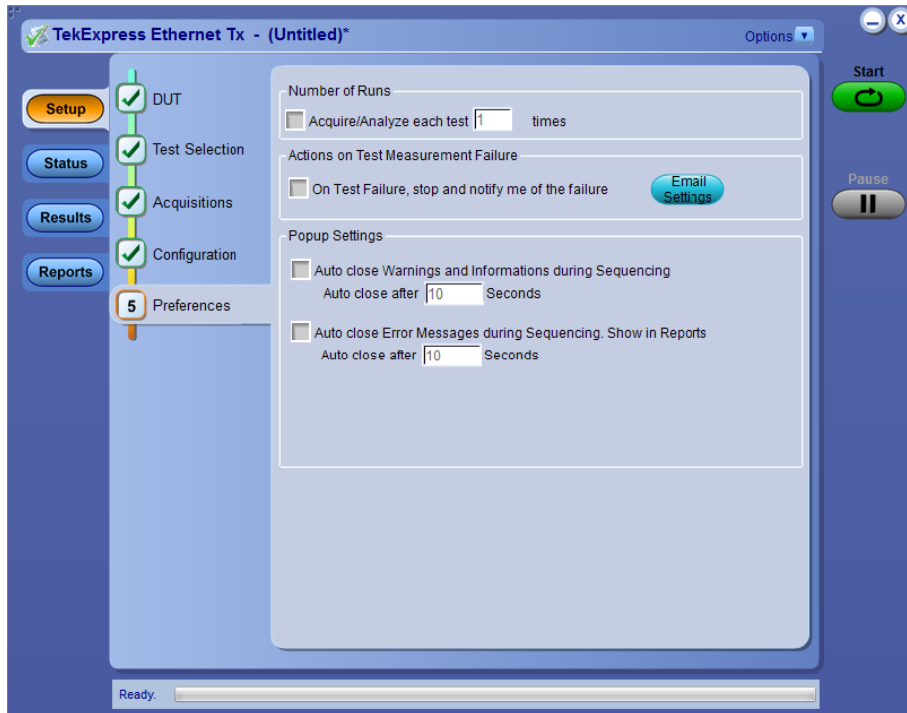 TekExpress Ethernet Tx - (Untitled)*
Options
X
Start
Pause
Setup
Status
Results
Reports
DUT
Test Selection
Acquisitions
Configuration
5 Preferences
Number of Runs
Acquire/Analyze each test 1 times
Actions on Test Measurement Failure
On Test Failure, stop and notify me of the failure
Email
Settings
Popup Settings
Auto close Warnings and Informations during Sequencing
Auto close after 10 Seconds
Auto close Error Messages during Sequencing. Show in Reports
Auto close after 10 Seconds
Ready.